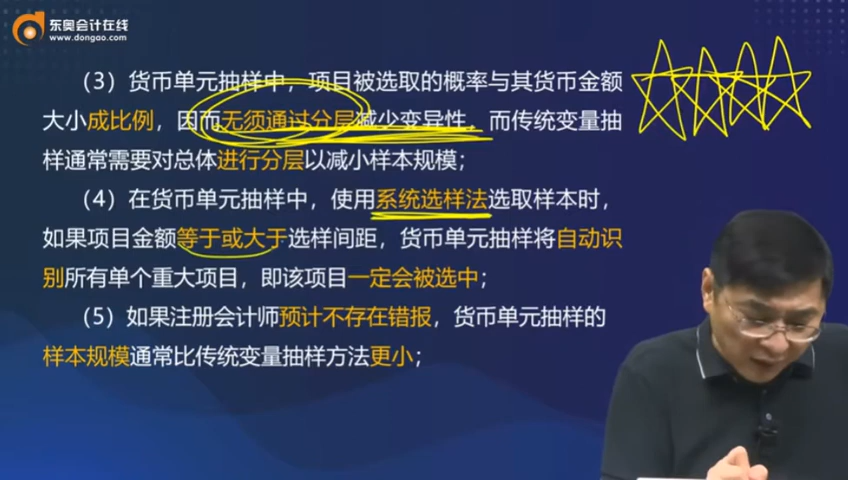 东奥会计在线
www.dongao.com
（3）货币单元抽样中，项目被选取的概率与其货币金额
大小成比例，因而无须通过分层减少变异性，而传统变量抽
样通常需要对总体进行分层以减小样本规模；
（4）在货币单元抽样中，使用系统选样法选取样本时，
如果项目金额等于或大于选样间距，货币单元抽样将自动识
别所有单个重大项目，即该项目一定会被选中；
（5）如果注册会计师预计不存在错报，货币单元抽样的
样本规模通常比传统变量抽样方法更小；